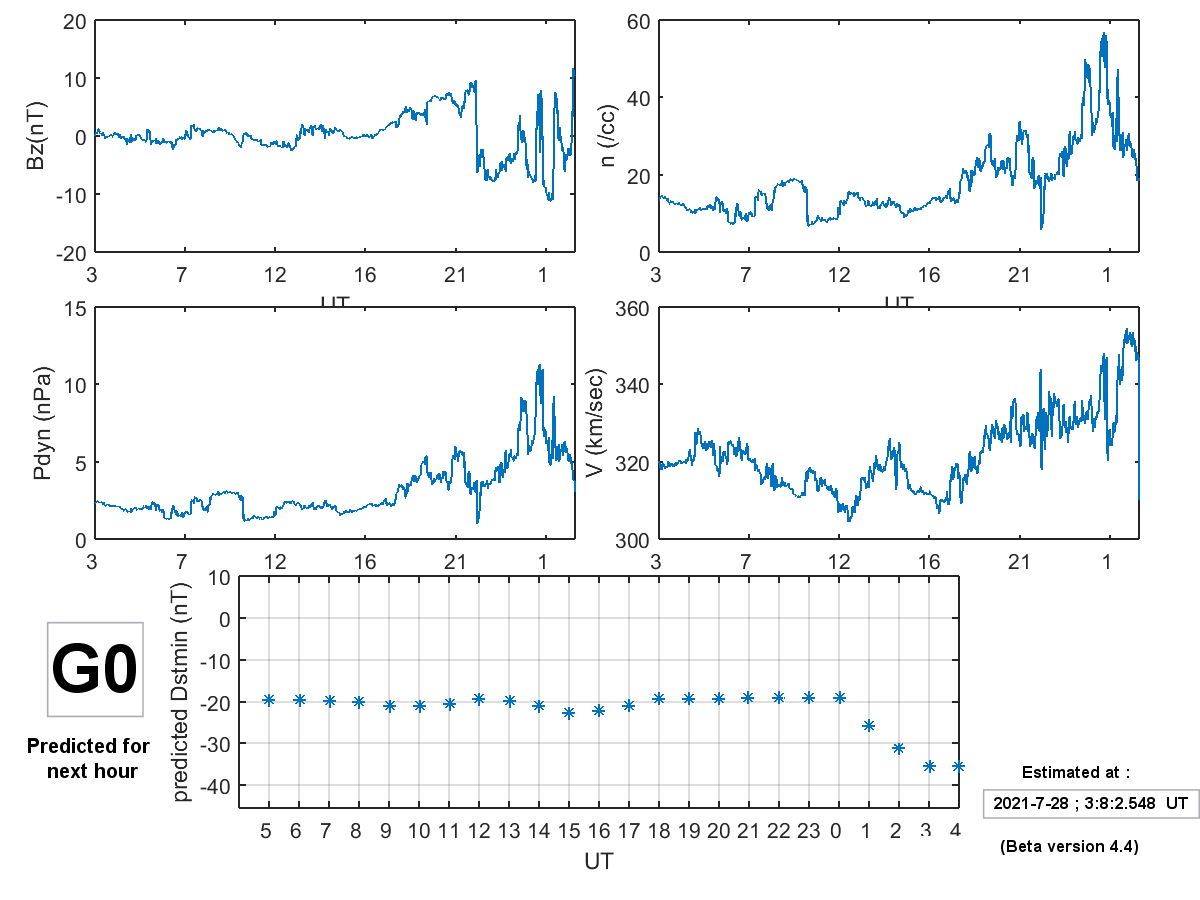 20
10
0
-10
-20
Bz(nT)
3 7 12 16 21 1
UT
60
40
20
0
n (/cc)
3 7 12 16 21 1
UT
15
10
5
0
Pdyn (nPa)
3 7 12 16 21 1
360
340
320
300
V (km/sec)
3 7 12 16 21 1
G0
Predicted for
next hour
10
0
-10
-20
-30
-40
predicted Dstmin (nT)
5 6 7 8 9 10 11 12 13 14 15 16 17 18 19 20 21 22 23 0 1 2 3 4
UT
Estimated at :
2021-7-28 ; 3:8:2.548 UT
(Beta version 4.4)